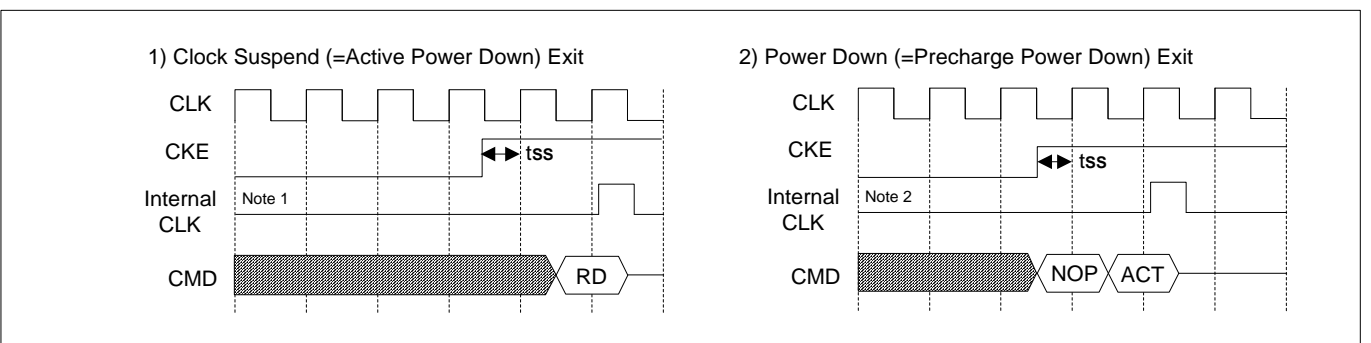 1) Clock Suspend (=Active Power Down) Exit
CLK
CKE
tss
Internal
CLK
Note 1
CMD
RD
2) Power Down (=Precharge Power Down) Exit
CLK
CKE
tss
Internal
CLK
Note 2
CMD
NOP
ACT